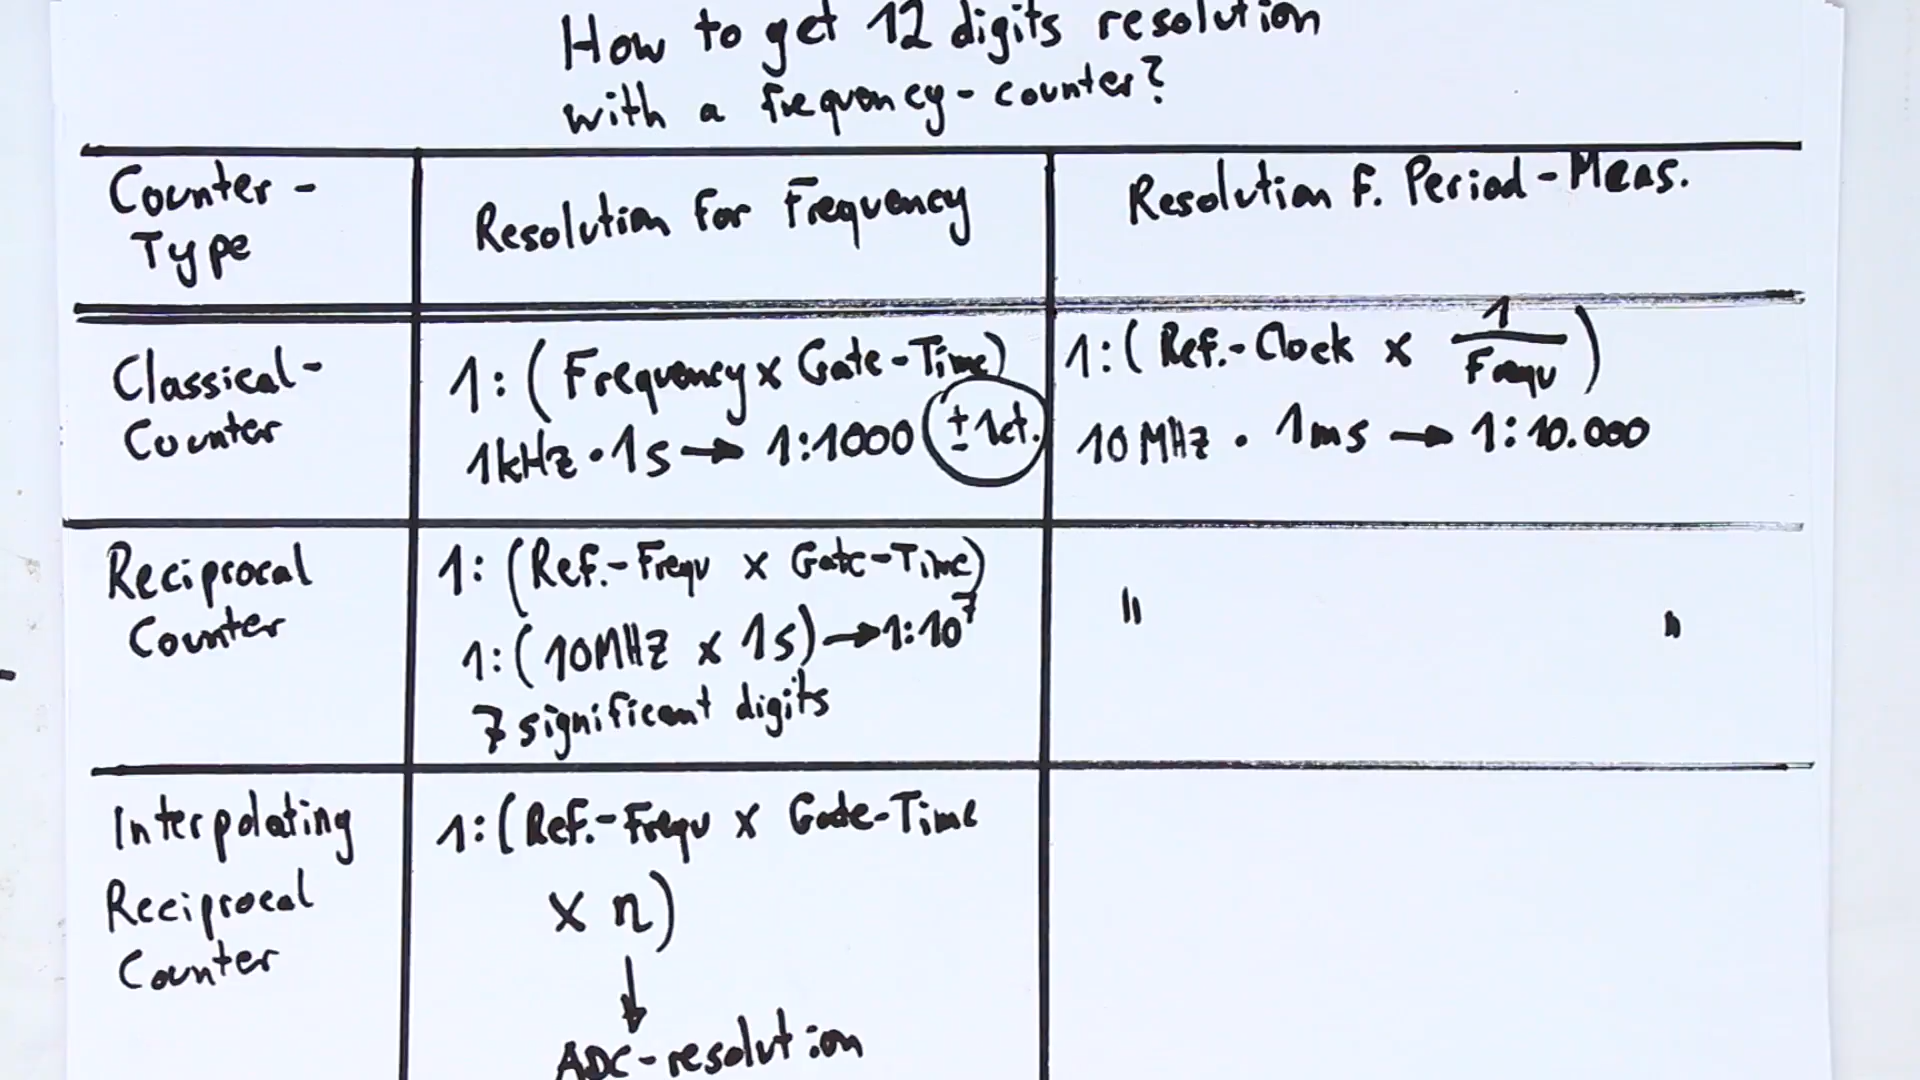 How to get 12 digits resolution
with a frequency-counter?
Counter-
Type
Resolution for Frequency
Resolution f. Period-Meas.
Classical-
Counter
1:(Frequency x Gate-Time)
1kHz · 1s → 1:1000 (± 1ct.
1:(Ref.-Clock x 1/Frequ)
10 MHz · 1ms → 1:10.000
Reciprocal
Counter
1:(Ref.-Frequ x Gate-Time)
1:(10MHz x 1s) → 1:10⁷
7 significant digits
" "
Interpolating
Reciprocal
Counter
1:(Ref.-Frequ x Gate-Time
x n)
↓
ADC-resolution